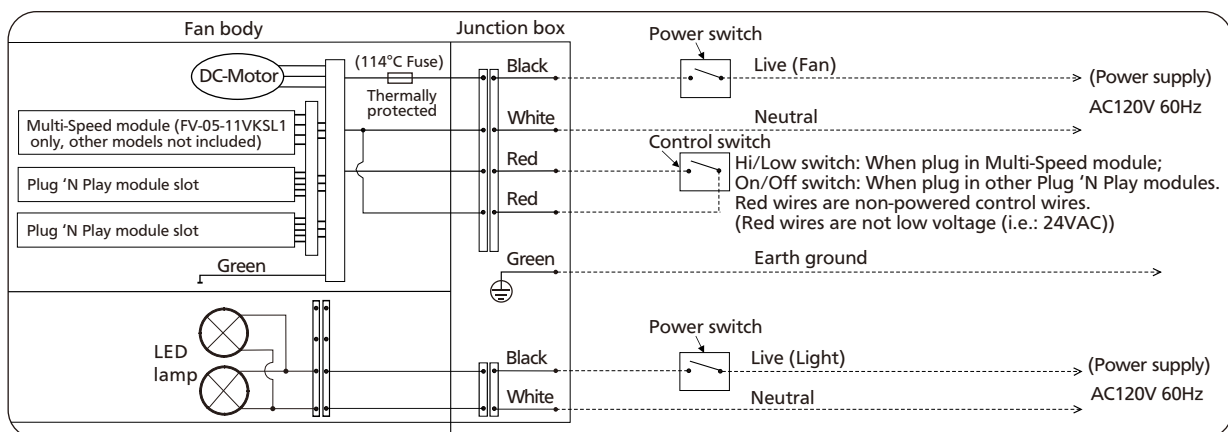 Fan body
Junction box
Power switch
DC-Motor
(114°C Fuse)
Thermally
protected
Black
Live (Fan)
(Power supply)
AC120V 60Hz
Multi-Speed module (FV-05-11VKSL1
only, other models not included)
White
Neutral
Control switch
Plug ‘N Play module slot
Red
Hi/Low switch: When plug in Multi-Speed module;
On/Off switch: When plug in other Plug ‘N Play modules.
Red wires are non-powered control wires.
(Red wires are not low voltage (i.e.: 24VAC))
Plug ‘N Play module slot
Red
Green
Green
Earth ground
Power switch
LED
lamp
Black
Live (Light)
(Power supply)
AC120V 60Hz
White
Neutral